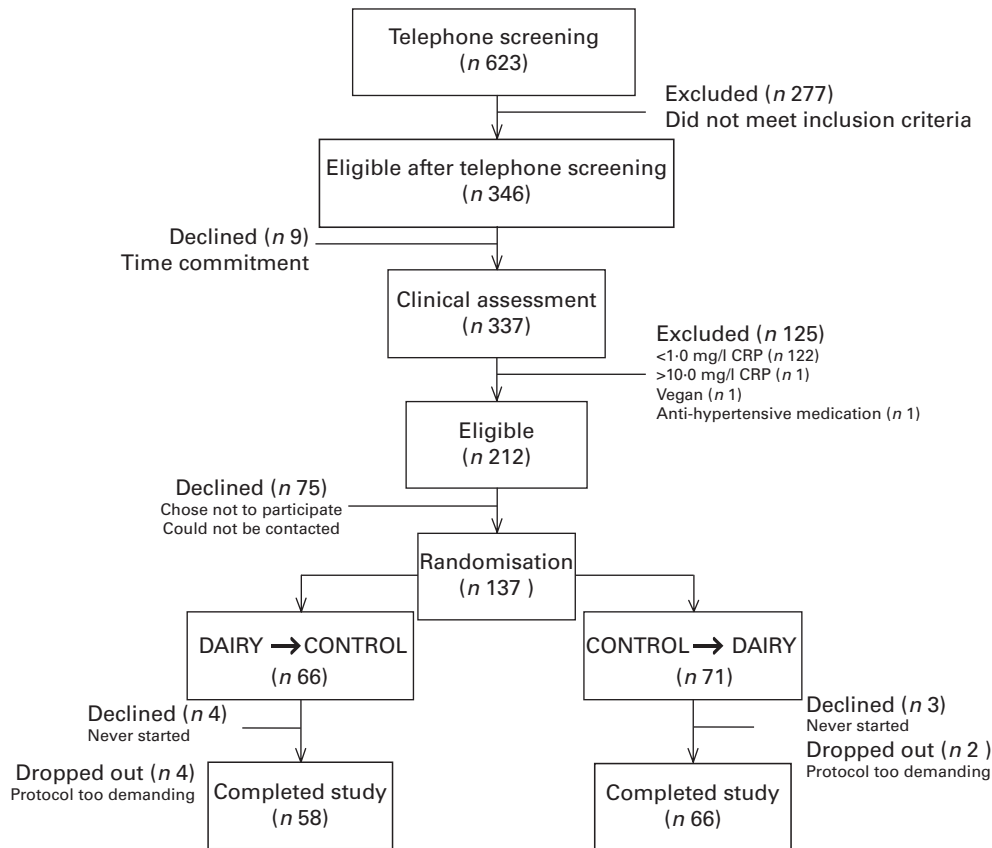 Telephone screening
(n 623)
Excluded (n 277)
Did not meet inclusion criteria
Eligible after telephone screening
(n 346)
Declined (n 9)
Time commitment
Clinical assessment
(n 337)
Excluded (n 125)
<1·0 mg/l CRP (n 122)
>10·0 mg/l CRP (n 1)
Vegan (n 1)
Anti-hypertensive medication (n 1)
Eligible
(n 212)
Declined (n 75)
Chose not to participate
Could not be contacted
Randomisation
(n 137 )
DAIRY → CONTROL
(n 66)
CONTROL → DAIRY
(n 71)
Declined (n 4)
Never started
Dropped out (n 4)
Protocol too demanding
Declined (n 3)
Never started
Dropped out (n 2 )
Protocol too demanding
Completed study
(n 58)
Completed study
(n 66)